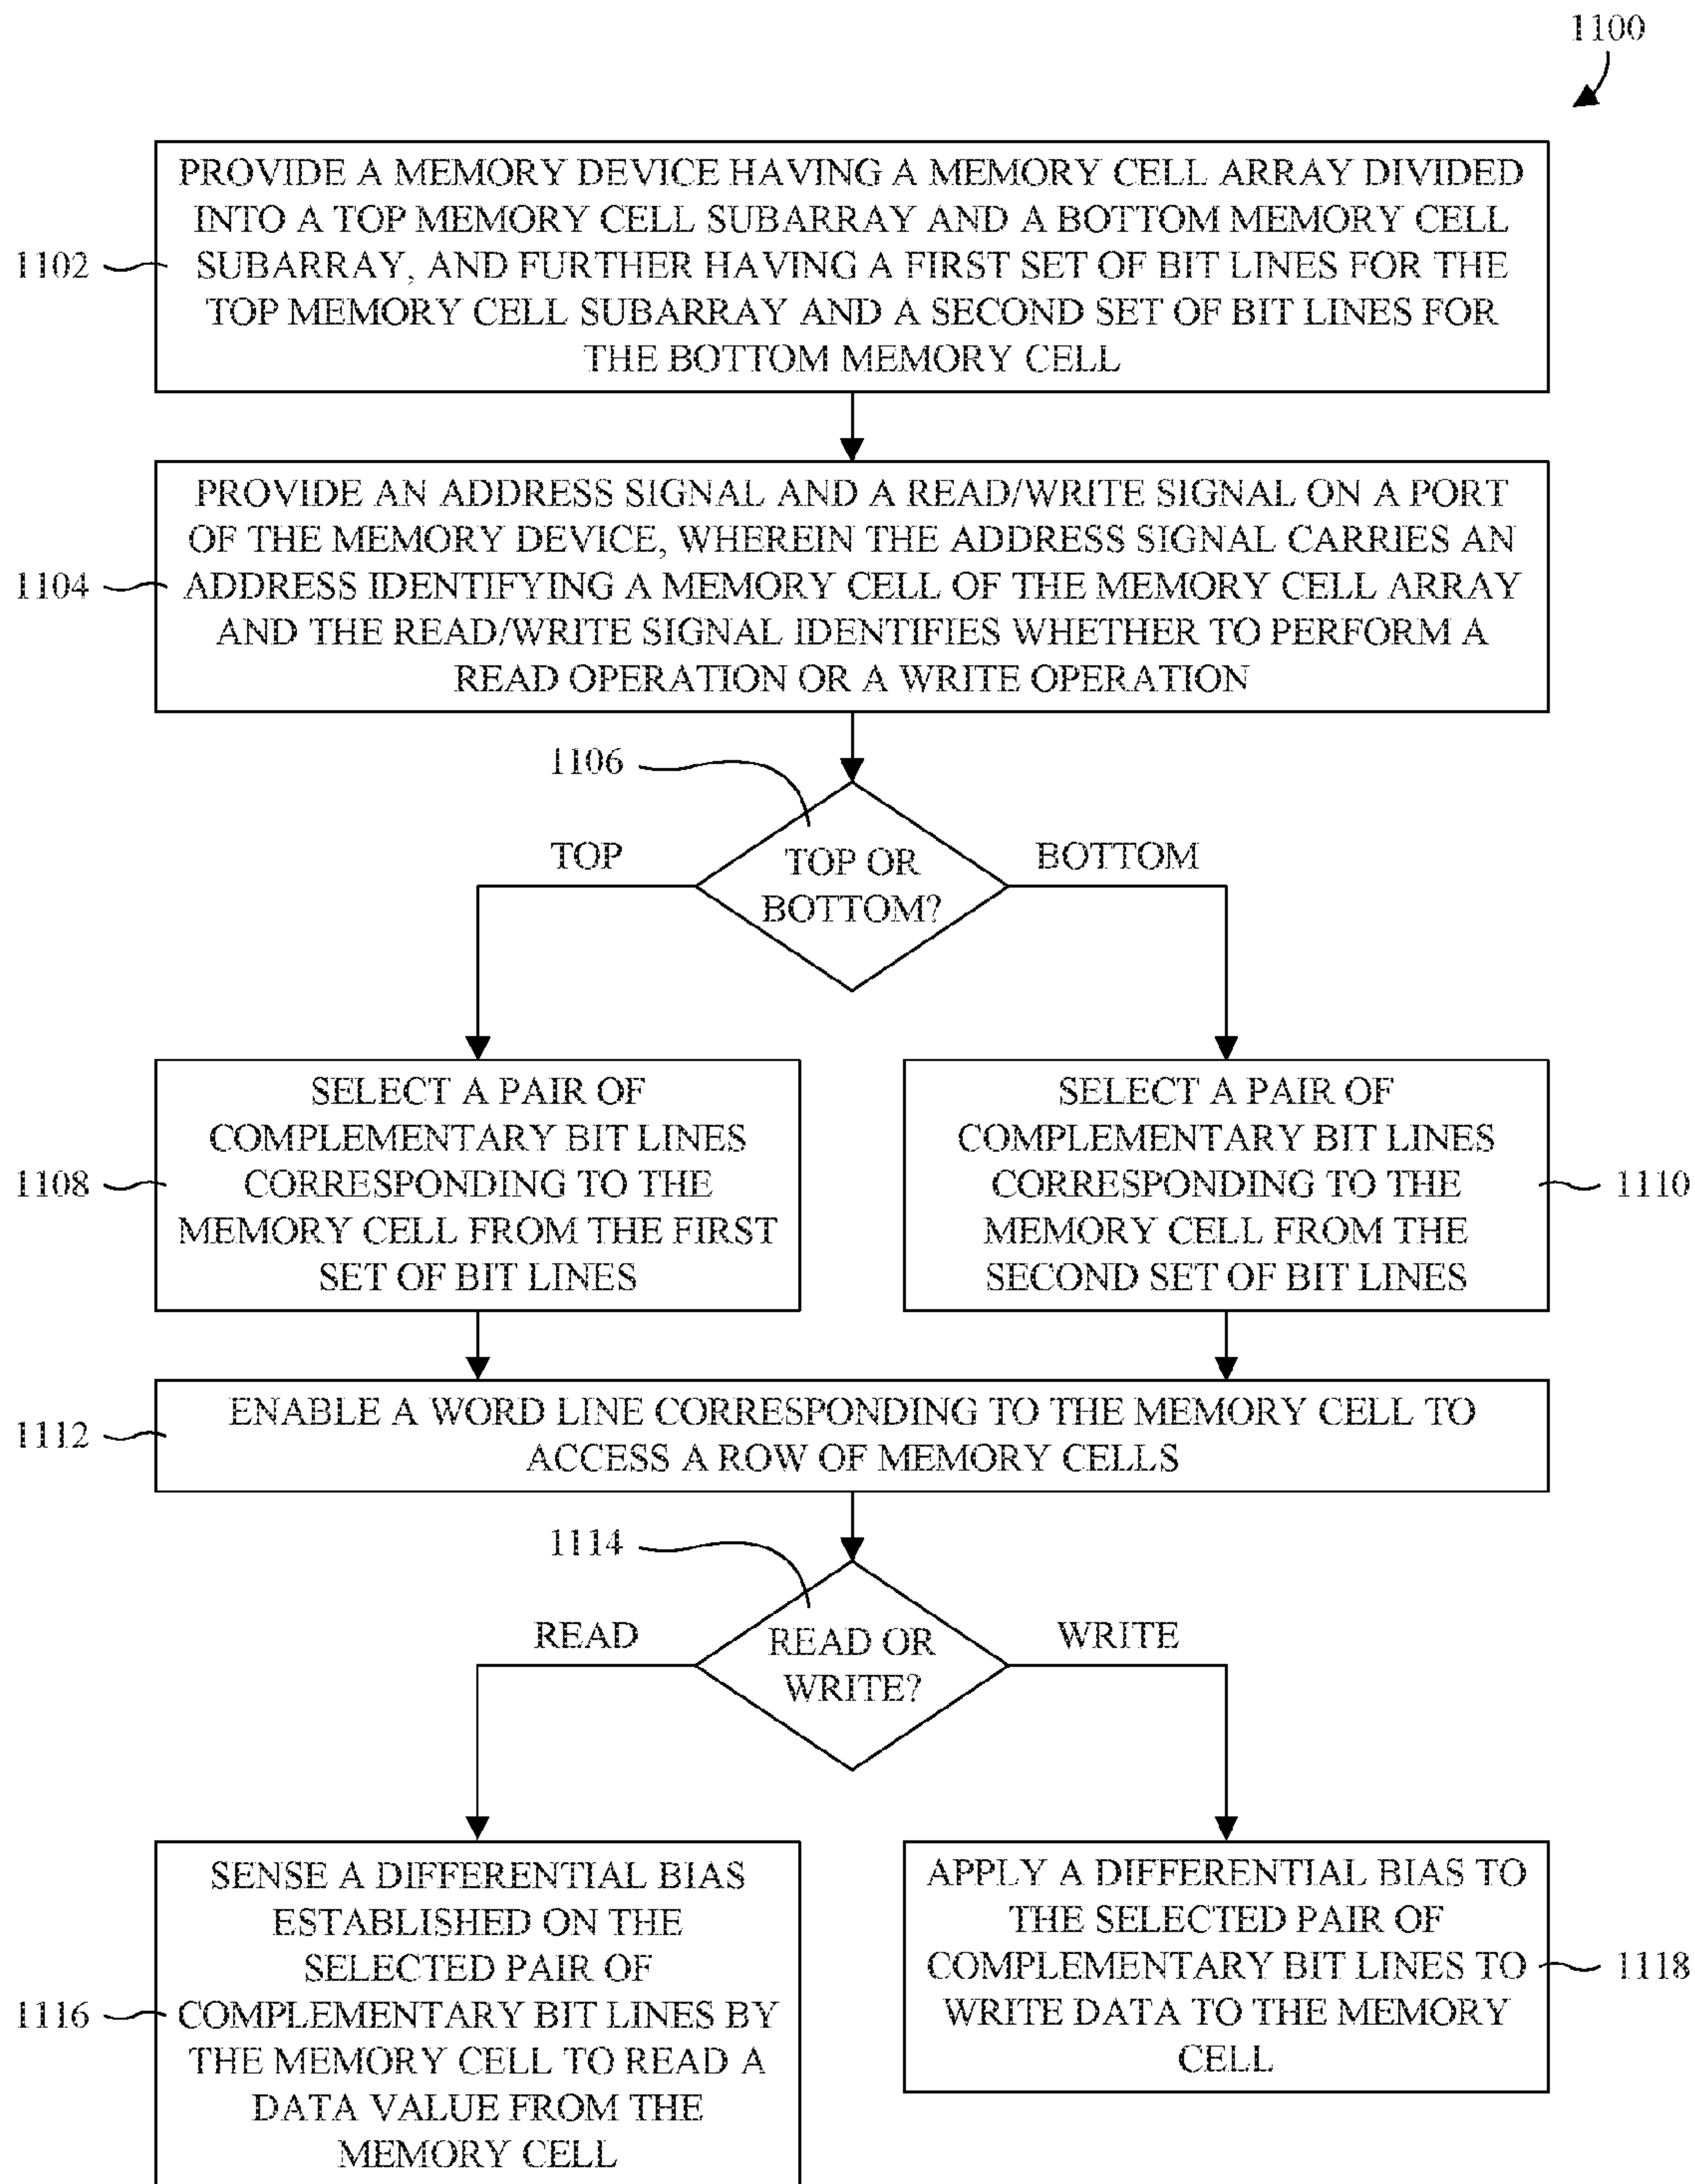 1100
PROVIDE A MEMORY DEVICE HAVING A MEMORY CELL ARRAY DIVIDED
INTO A TOP MEMORY CELL SUBARRAY AND A BOTTOM MEMORY CELL
SUBARRAY, AND FURTHER HAVING A FIRST SET OF BIT LINES FOR THE
TOP MEMORY CELL SUBARRAY AND A SECOND SET OF BIT LINES FOR
THE BOTTOM MEMORY CELL
1102
PROVIDE AN ADDRESS SIGNAL AND A READ/WRITE SIGNAL ON A PORT
OF THE MEMORY DEVICE, WHEREIN THE ADDRESS SIGNAL CARRIES AN
ADDRESS IDENTIFYING A MEMORY CELL OF THE MEMORY CELL ARRAY
AND THE READ/WRITE SIGNAL IDENTIFIES WHETHER TO PERFORM A
READ OPERATION OR A WRITE OPERATION
1104
1106
TOP OR
BOTTOM?
TOP
BOTTOM
SELECT A PAIR OF
COMPLEMENTARY BIT LINES
CORRESPONDING TO THE
MEMORY CELL FROM THE FIRST
SET OF BIT LINES
1108
SELECT A PAIR OF
COMPLEMENTARY BIT LINES
CORRESPONDING TO THE
MEMORY CELL FROM THE
SECOND SET OF BIT LINES
1110
ENABLE A WORD LINE CORRESPONDING TO THE MEMORY CELL TO
ACCESS A ROW OF MEMORY CELLS
1112
1114
READ OR
WRITE?
READ
WRITE
SENSE A DIFFERENTIAL BIAS
ESTABLISHED ON THE
SELECTED PAIR OF
COMPLEMENTARY BIT LINES BY
THE MEMORY CELL TO READ A
DATA VALUE FROM THE
MEMORY CELL
1116
APPLY A DIFFERENTIAL BIAS TO
THE SELECTED PAIR OF
COMPLEMENTARY BIT LINES TO
WRITE DATA TO THE MEMORY
CELL
1118